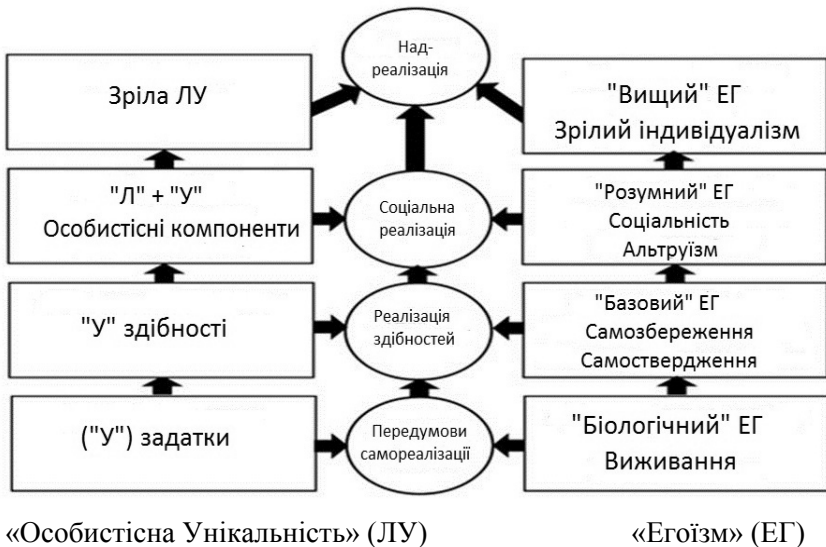 Над-
реалізація
Зріла ЛУ
"Вищий" ЕГ
Зрілий індивідуалізм
"Л" + "У"
Особистісні компоненти
Соціальна
реалізація
"Розумний" ЕГ
Соціальність
Альтруїзм
"У" здібності
Реалізація
здібностей
"Базовий" ЕГ
Самозбереження
Самоствердження
("У") задатки
Передумови
самореалізації
"Біологічний" ЕГ
Виживання
«Особистісна Унікальність» (ЛУ)
«Егоїзм» (ЕГ)